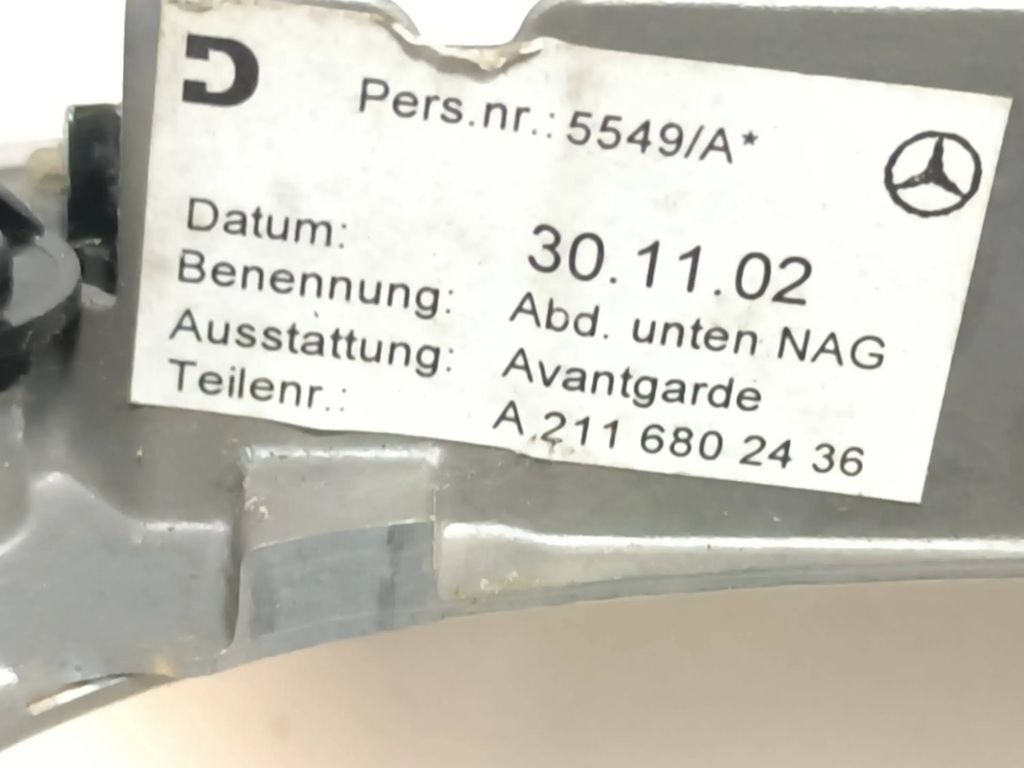 Pers.nr.: 5549/A*
Datum: 30.11.02
Benennung: Abd. unten NAG
Ausstattung: Avantgarde
Teilenr.: A 211 680 24 36